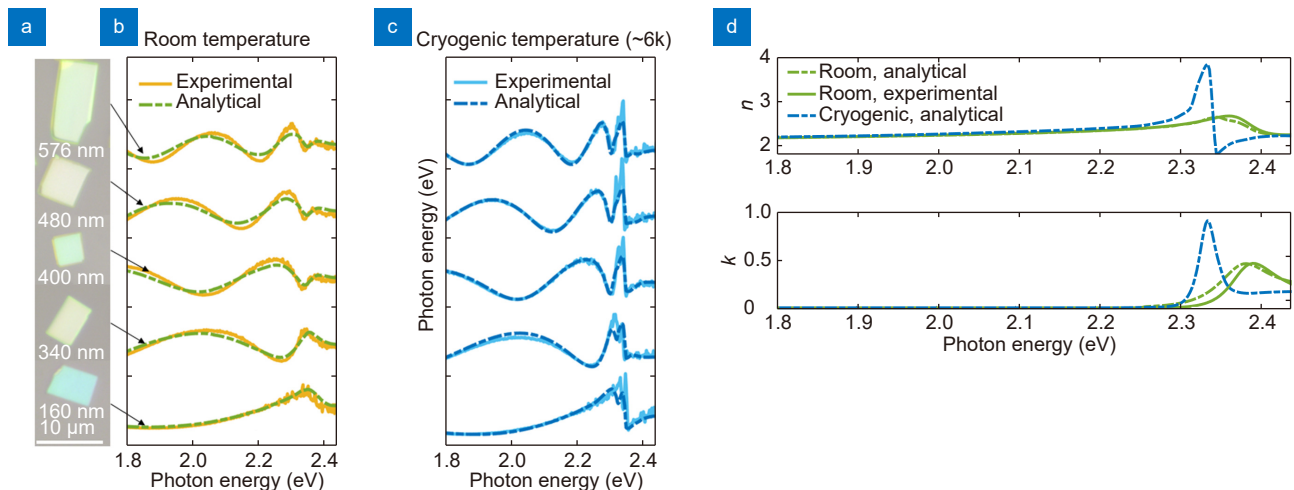 a
b
c
d
Room temperature
Cryogenic temperature (~6k)
576 nm
480 nm
400 nm
340 nm
160 nm
10 μm
Experimental
Analytical
1.8 2.0 2.2 2.4
Photon energy (eV)
Photon energy (eV)
Experimental
Analytical
1.8 2.0 2.2 2.4
Photon energy (eV)
n
4
3
2
Room, analytical
Room, experimental
Cryogenic, analytical
1.8 1.9 2.0 2.1 2.2 2.3 2.4
k
1.0
0.5
0
1.8 1.9 2.0 2.1 2.2 2.3 2.4
Photon energy (eV)